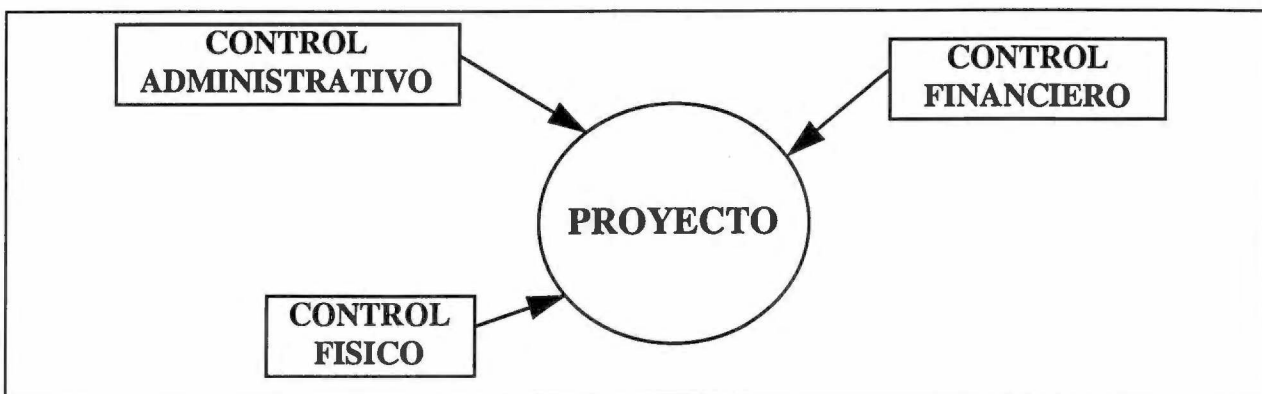 CONTROL
ADMINISTRATIVO
CONTROL
FINANCIERO
PROYECTO
CONTROL
FISICO